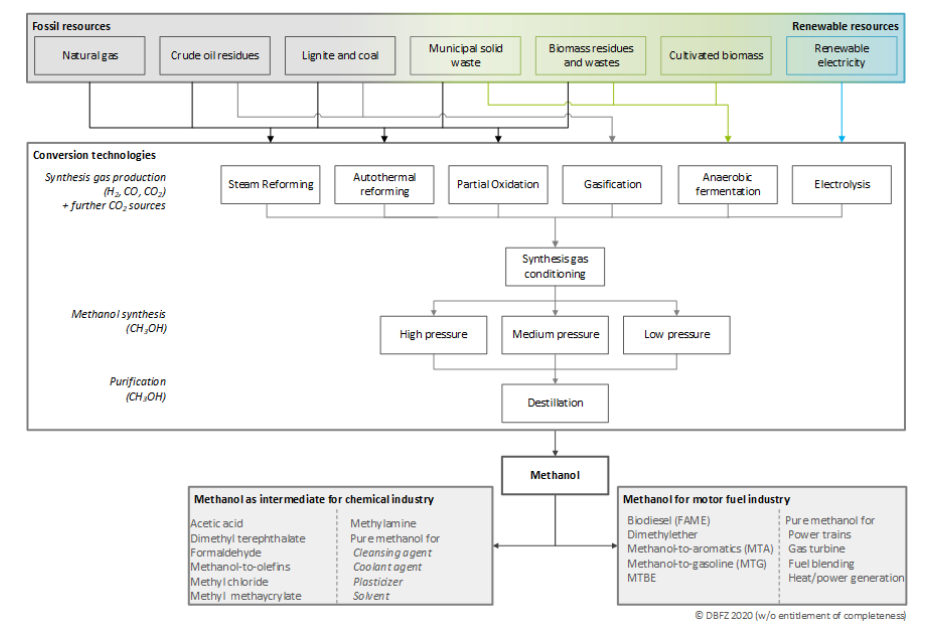 Fossil resources
Renewable resources
Natural gas
Crude oil residues
Lignite and coal
Municipal solid
waste
Biomass residues
and wastes
Cultivated biomass
Renewable
electricity
Conversion technologies
Synthesis gas production
(H₂, CO, CO₂)
+ further CO₂ sources
Steam Reforming
Autothermal
reforming
Partial Oxidation
Gasification
Anaerobic
fermentation
Electrolysis
Synthesis gas
conditioning
Methanol synthesis
(CH₃OH)
High pressure
Medium pressure
Low pressure
Purification
(CH₃OH)
Destillation
Methanol
Methanol as intermediate for chemical industry
Acetic acid
Dimethyl terephthalate
Formaldehyde
Methanol-to-olefins
Methyl chloride
Methyl methaycrylate
Methylamine
Pure methanol for
Cleansing agent
Coolant agent
Plasticizer
Solvent
Methanol for motor fuel industry
Biodiesel (FAME)
Dimethylether
Methanol-to-aromatics (MTA)
Methanol-to-gasoline (MTG)
MTBE
Pure methanol for
Power trains
Gas turbine
Fuel blending
Heat/power generation
© DBFZ 2020 (w/o entitlement of completeness)